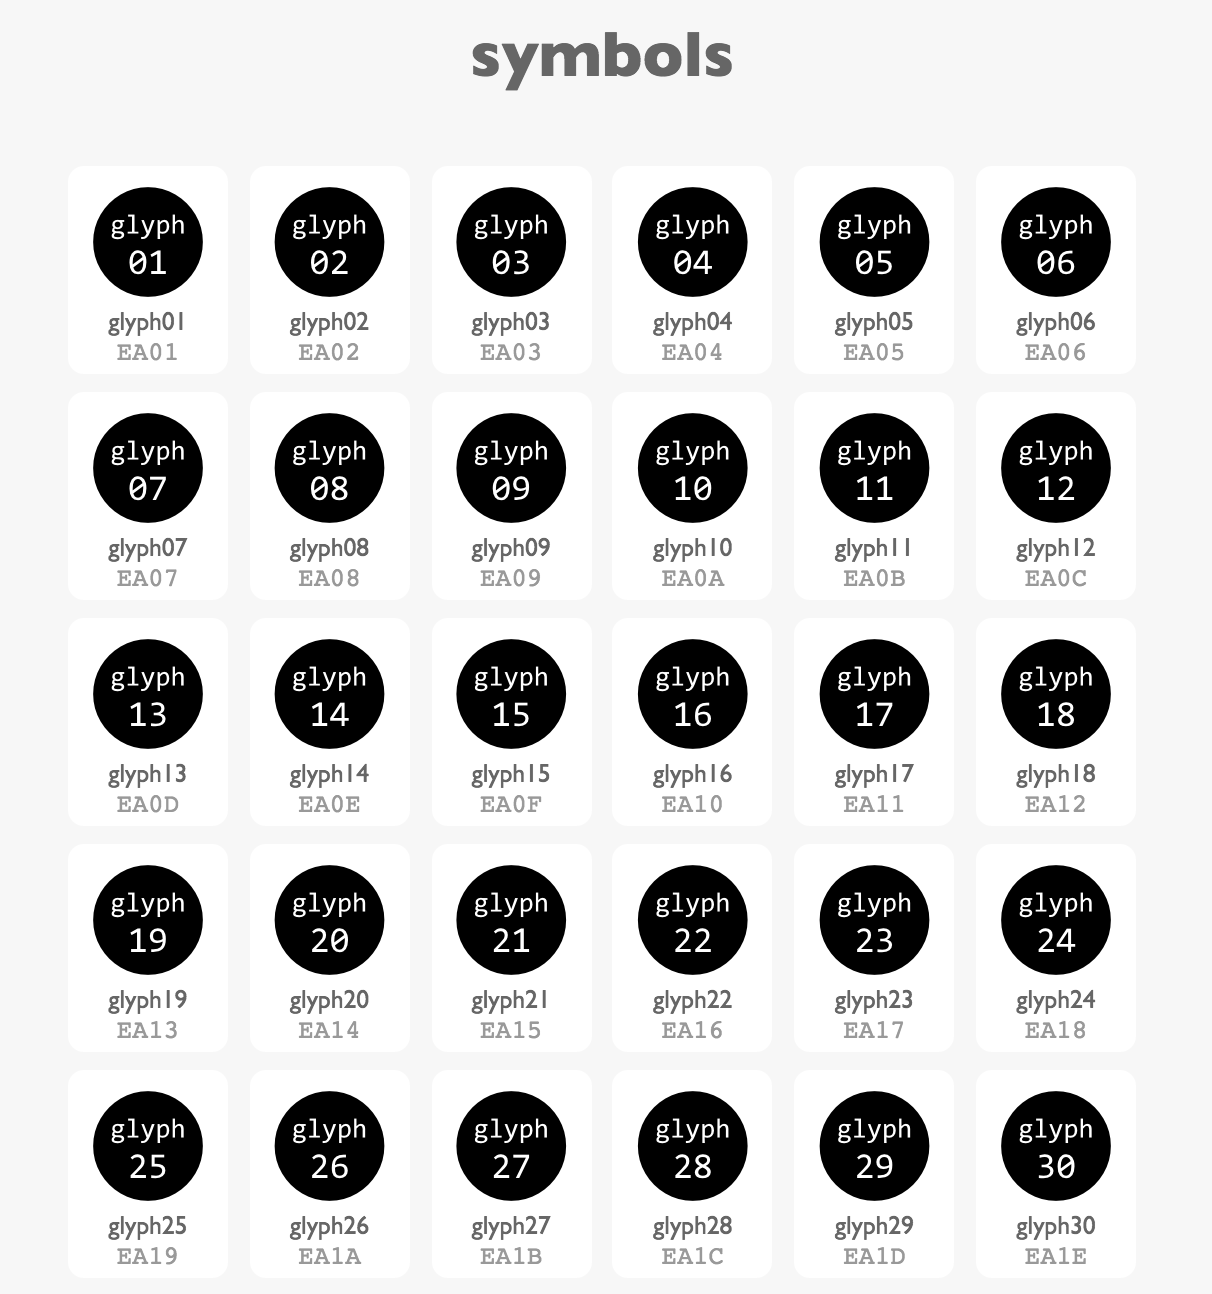 symbols
glyph glyph glyph glyph glyph glyph
01 02 03 04 05 06
glyph01 glyph02 glyph03 glyph04 glyph05 glyph06
EA01 EA02 EA03 EA04 EA05 EA06
glyph glyph glyph glyph glyph glyph
07 08 09 10 11 12
glyph07 glyph08 glyph09 glyph10 glyph11 glyph12
EA07 EA08 EA09 EA0A EA0B EA0C
glyph glyph glyph glyph glyph glyph
13 14 15 16 17 18
glyph13 glyph14 glyph15 glyph16 glyph17 glyph18
EA0D EA0E EA0F EA10 EA11 EA12
glyph glyph glyph glyph glyph glyph
19 20 21 22 23 24
glyph19 glyph20 glyph21 glyph22 glyph23 glyph24
EA13 EA14 EA15 EA16 EA17 EA18
glyph glyph glyph glyph glyph glyph
25 26 27 28 29 30
glyph25 glyph26 glyph27 glyph28 glyph29 glyph30
EA19 EA1A EA1B EA1C EA1D EA1E